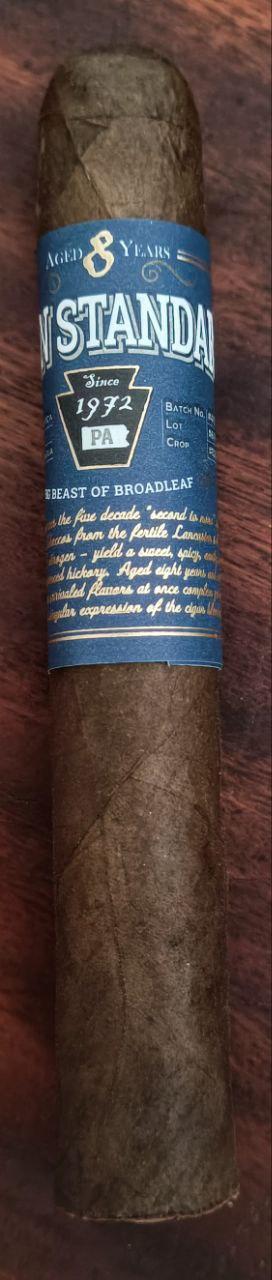 AGED 8 YEARS
N STANDAR
Since
1972
PA
BATCH No.
LOT
CROP
BEAST OF BROADLEAF
the five decade "second to none"
from the fertile Lancaster
yield a sweet, spicy,
hickory. Aged eight years
flavors at once complex
expression of the cigar